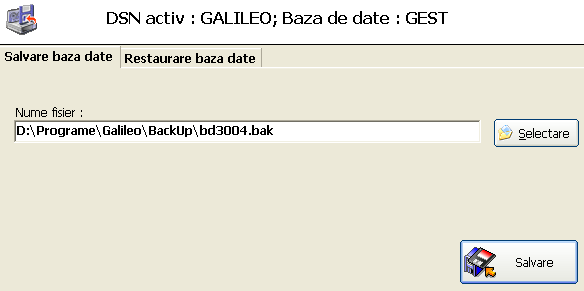 DSN activ : GALILEO; Baza de date : GEST
Salvare baza date
Restaurare baza date
Nume fisier :
D:\Programe\Galileo\BackUp\bd3004.bak
Selectare
Salvare